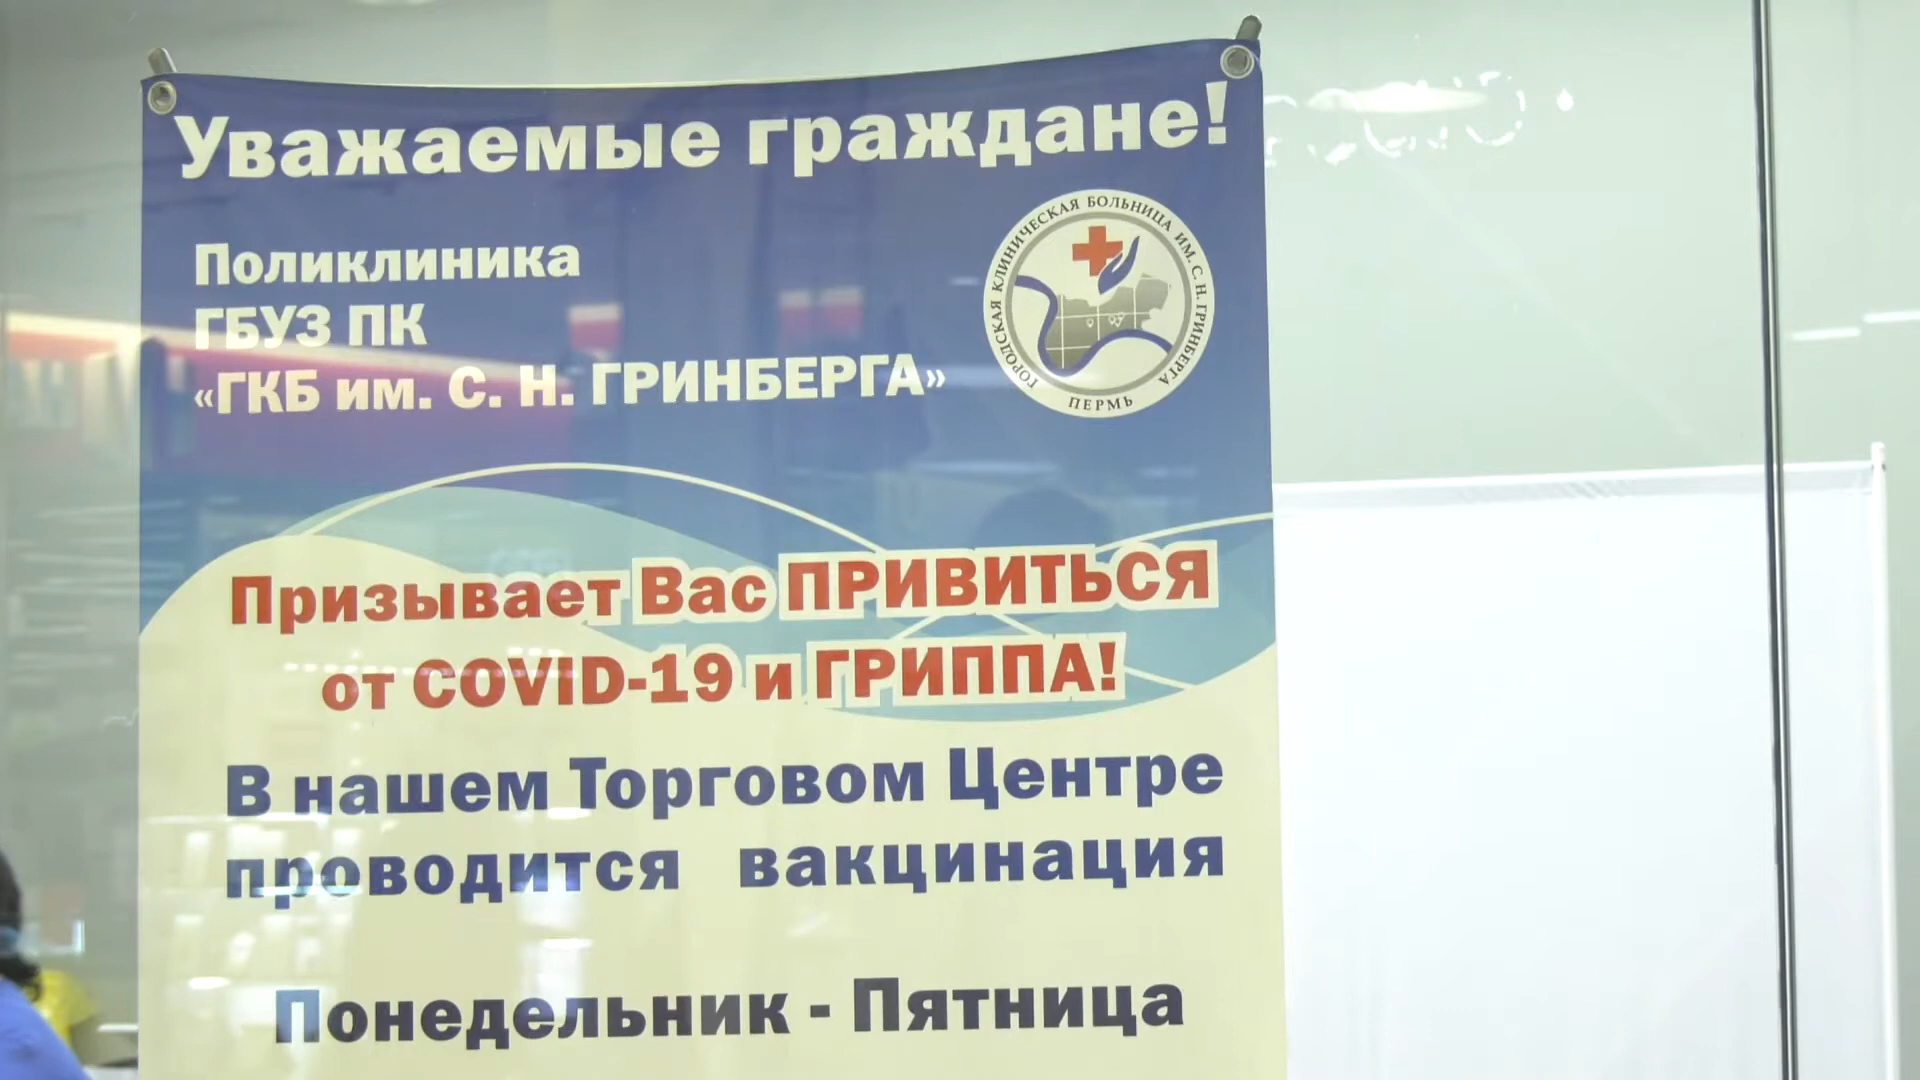 Уважаемые граждане!
Поликлиника
ГБУЗ ПК
«ГКБ им. С. Н. ГРИНБЕРГА»
ГОРОДСКАЯ КЛИНИЧЕСКАЯ БОЛЬНИЦА ИМ. С. Н. ГРИНБЕРГА
ПЕРМЬ
Призывает Вас ПРИВИТЬСЯ
от COVID-19 и ГРИППА!
В нашем Торговом Центре
проводится вакцинация
Понедельник - Пятница